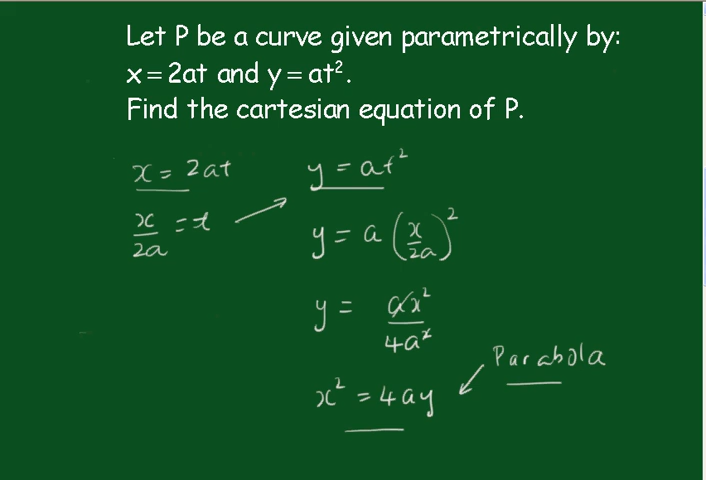 Let P be a curve given parametrically by:
x = 2at and y = at².
Find the cartesian equation of P.
x = 2at
x/2a = t
y = at²
y = a (x/2a)²
y = ax²/4a²
x² = 4ay
Parabola